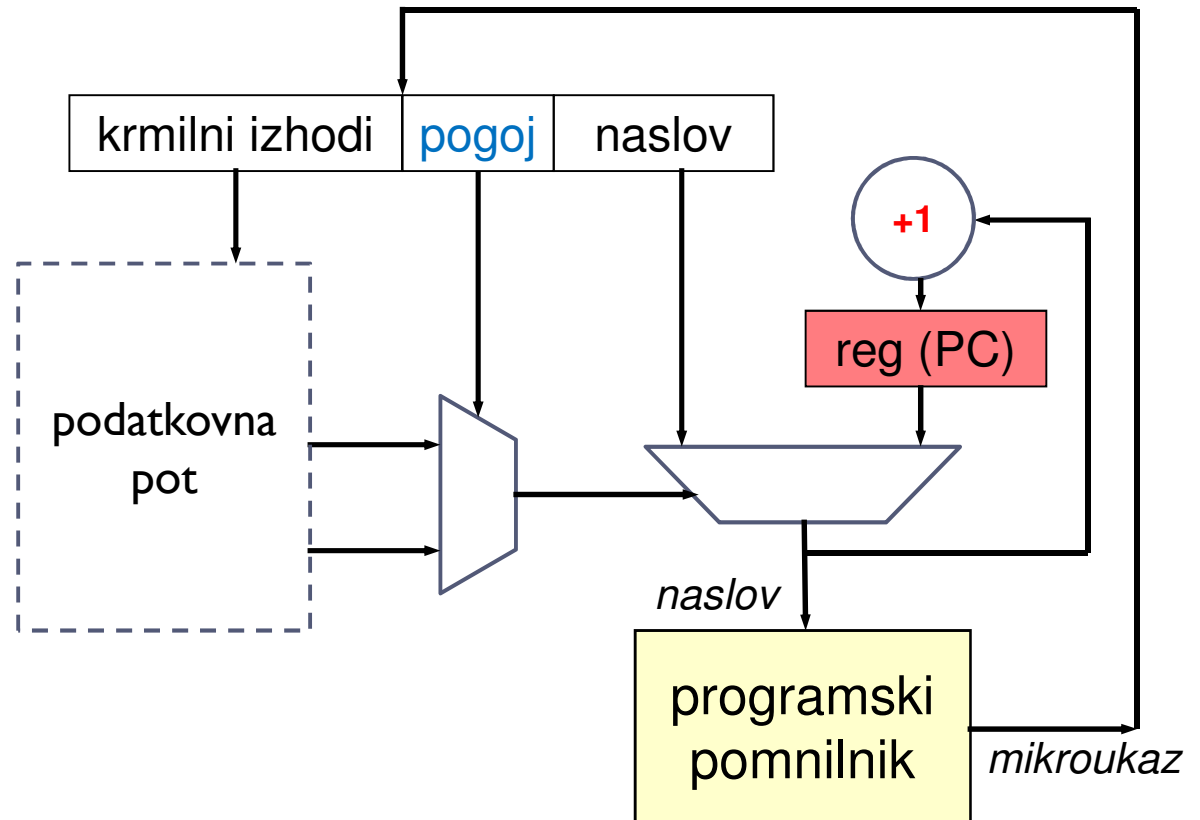 krmilni izhodi pogoj naslov
+1
reg (PC)
podatkovna
pot
naslov
programski
pomnilnik
mikroukaz